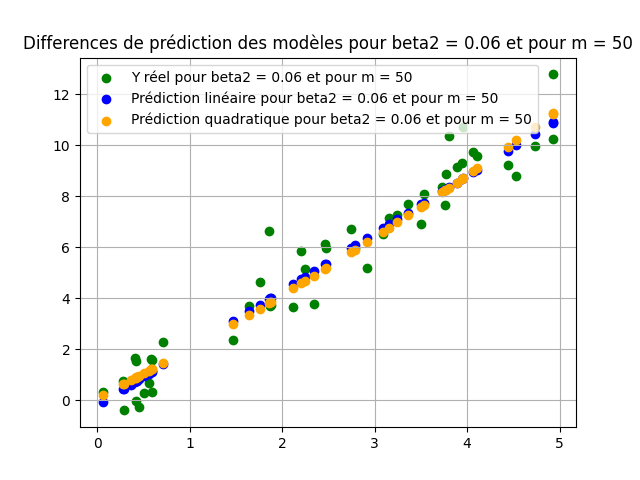 Differences de prédiction des modèles pour beta2 = 0.06 et pour m = 50
Y réel pour beta2 = 0.06 et pour m = 50
Prédiction linéaire pour beta2 = 0.06 et pour m = 50
Prédiction quadratique pour beta2 = 0.06 et pour m = 50
12
10
8
6
4
2
0
0 1 2 3 4 5